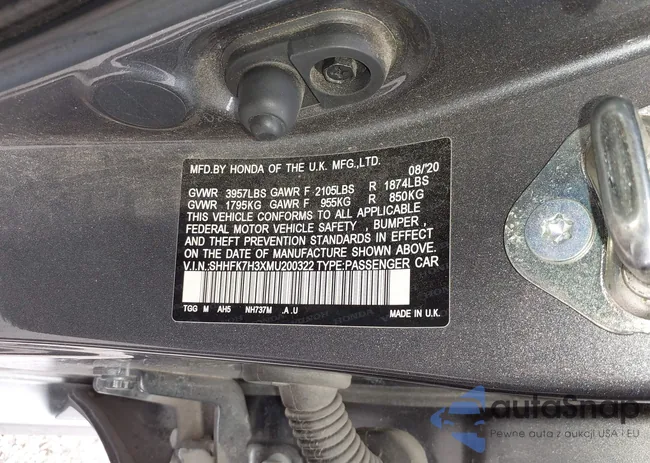 MFD.BY HONDA OF THE U.K. MFG.,LTD. 08/'20
GVWR 3957LBS GAWR F 2105LBS R 1874LBS
GVWR 1795KG GAWR F 955KG R 850KG
THIS VEHICLE CONFORMS TO ALL APPLICABLE
FEDERAL MOTOR VEHICLE SAFETY , BUMPER ,
AND THEFT PREVENTION STANDARDS IN EFFECT
ON THE DATE OF MANUFACTURE SHOWN ABOVE.
V.I.N.:SHHFK7H3XMU200322 TYPE:PASSENGER CAR
TGG M AH5 NH737M .A .U MADE IN U.K.
autoSnap
Pewne auta z aukcji USA i EU